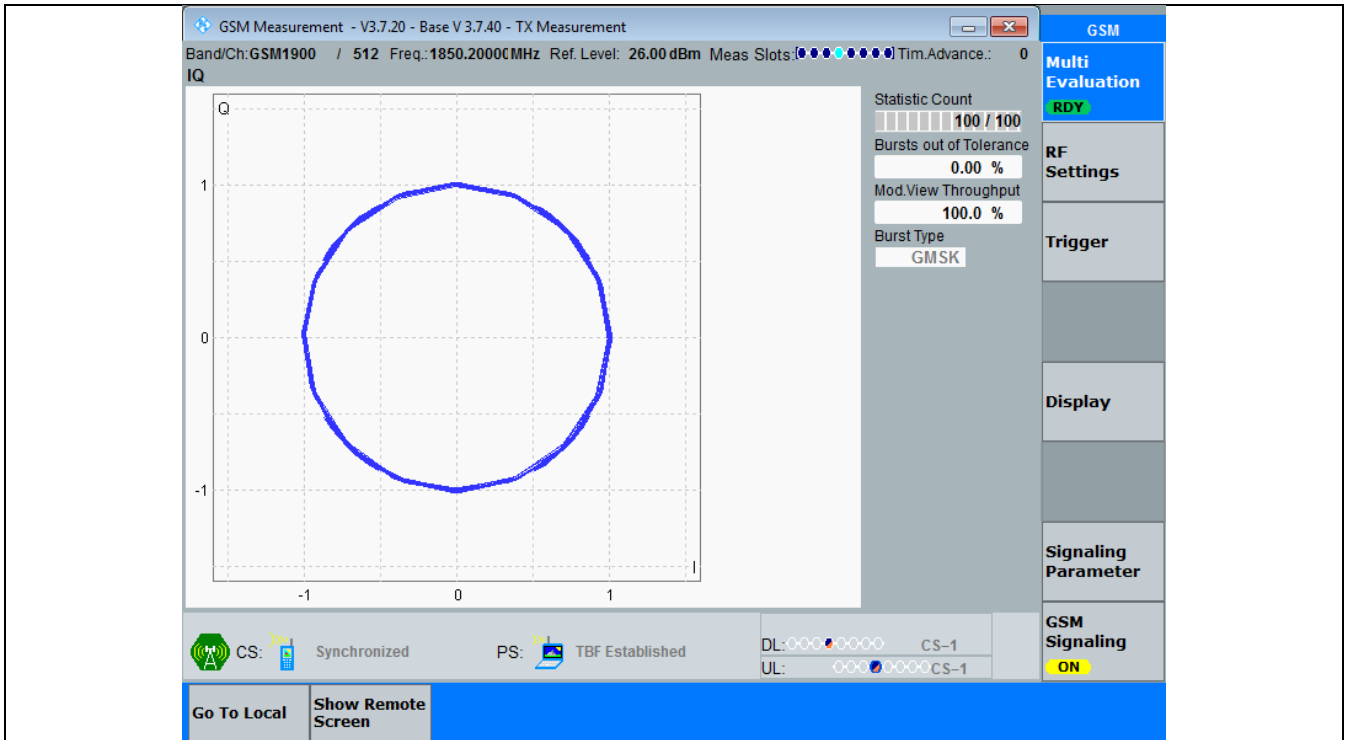 GSM Measurement - V3.7.20 - Base V 3.7.40 - TX Measurement
GSM
Band/Ch:GSM1900 / 512 Freq.:1850.20000MHz Ref. Level: 26.00 dBm Meas Slots: Tim.Advance.: 0
IQ
Multi
Evaluation
RDY
Q
1
0
-1
I
-1 0 1
Statistic Count
100 / 100
Bursts out of Tolerance
0.00 %
Mod.View Throughput
100.0 %
Burst Type
GMSK
RF
Settings
Trigger
Display
Signaling
Parameter
GSM
Signaling
ON
CS: Synchronized PS: TBF Established
DL: CS–1
UL: CS–1
Go To Local
Show Remote
Screen